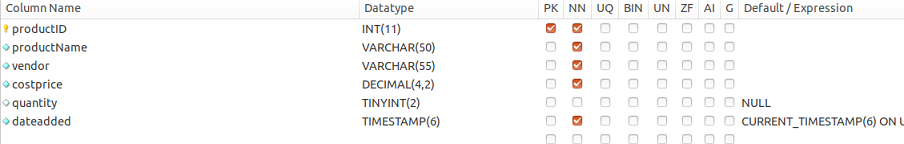 Column Name Datatype PK NN UQ BIN UN ZF AI G Default / Expression
productID INT(11)
productName VARCHAR(50)
vendor VARCHAR(55)
costprice DECIMAL(4,2)
quantity TINYINT(2) NULL
dateadded TIMESTAMP(6) CURRENT_TIMESTAMP(6) ON U